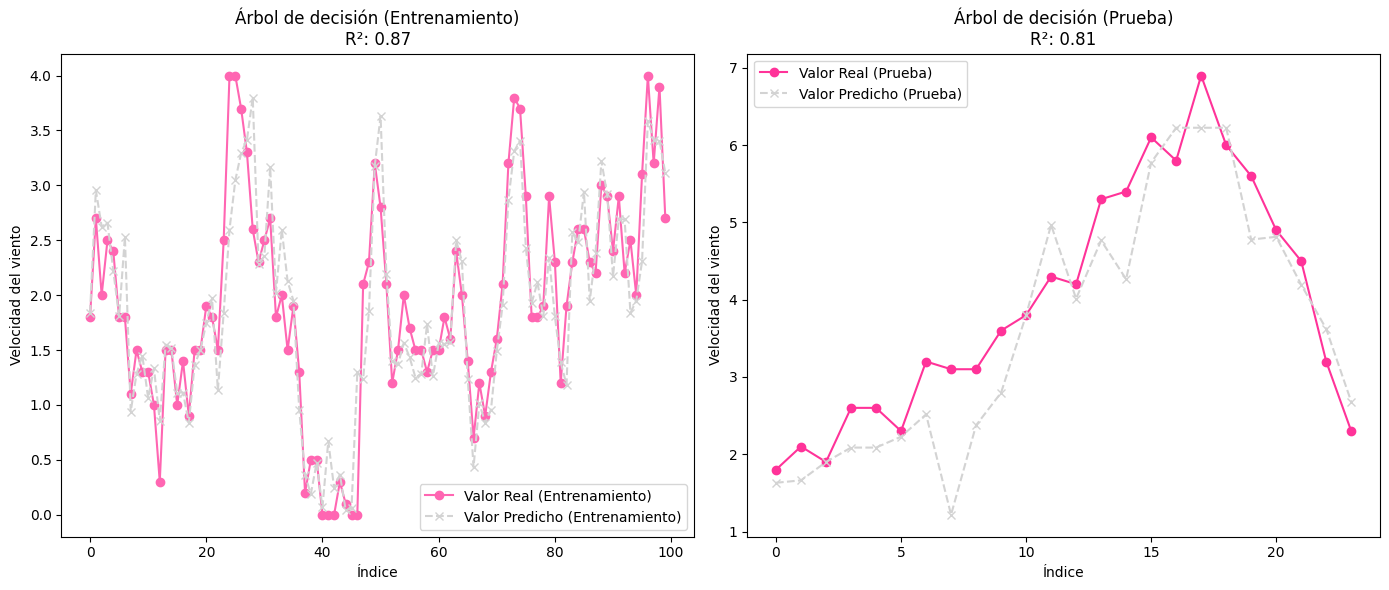 Árbol de decisión (Entrenamiento)
R²: 0.87
Velocidad del viento
4.0
3.5
3.0
2.5
2.0
1.5
1.0
0.5
0.0
Valor Real (Entrenamiento)
Valor Predicho (Entrenamiento)
0 20 40 60 80 100
Índice
Árbol de decisión (Prueba)
R²: 0.81
Velocidad del viento
7
6
5
4
3
2
1
Valor Real (Prueba)
Valor Predicho (Prueba)
0 5 10 15 20
Índice